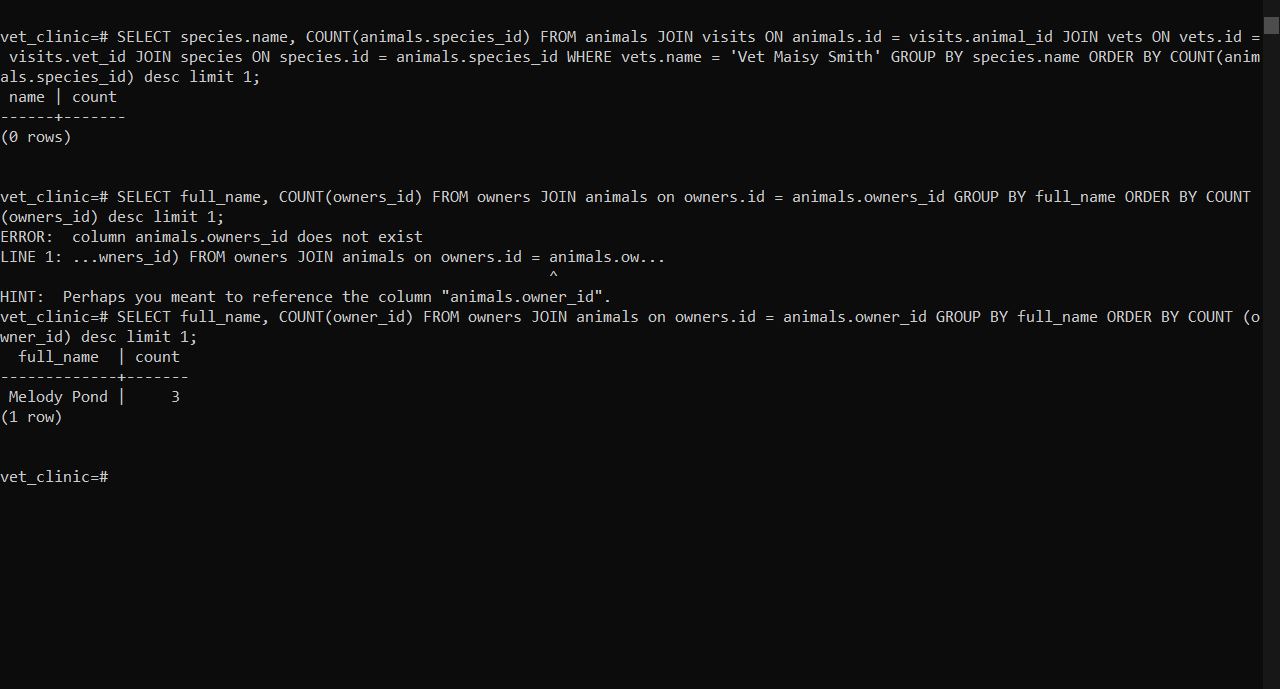 vet_clinic=# SELECT species.name, COUNT(animals.species_id) FROM animals JOIN visits ON animals.id = visits.animal_id JOIN vets ON vets.id =
 visits.vet_id JOIN species ON species.id = animals.species_id WHERE vets.name = 'Vet Maisy Smith' GROUP BY species.name ORDER BY COUNT(anim
als.species_id) desc limit 1;
 name | count
------+-------
(0 rows)
vet_clinic=# SELECT full_name, COUNT(owners_id) FROM owners JOIN animals on owners.id = animals.owners_id GROUP BY full_name ORDER BY COUNT
(owners_id) desc limit 1;
ERROR:  column animals.owners_id does not exist
LINE 1: ...wners_id) FROM owners JOIN animals on owners.id = animals.ow...
                                                             ^
HINT:  Perhaps you meant to reference the column "animals.owner_id".
vet_clinic=# SELECT full_name, COUNT(owner_id) FROM owners JOIN animals on owners.id = animals.owner_id GROUP BY full_name ORDER BY COUNT (o
wner_id) desc limit 1;
  full_name  | count
-------------+-------
 Melody Pond |     3
(1 row)
vet_clinic=#